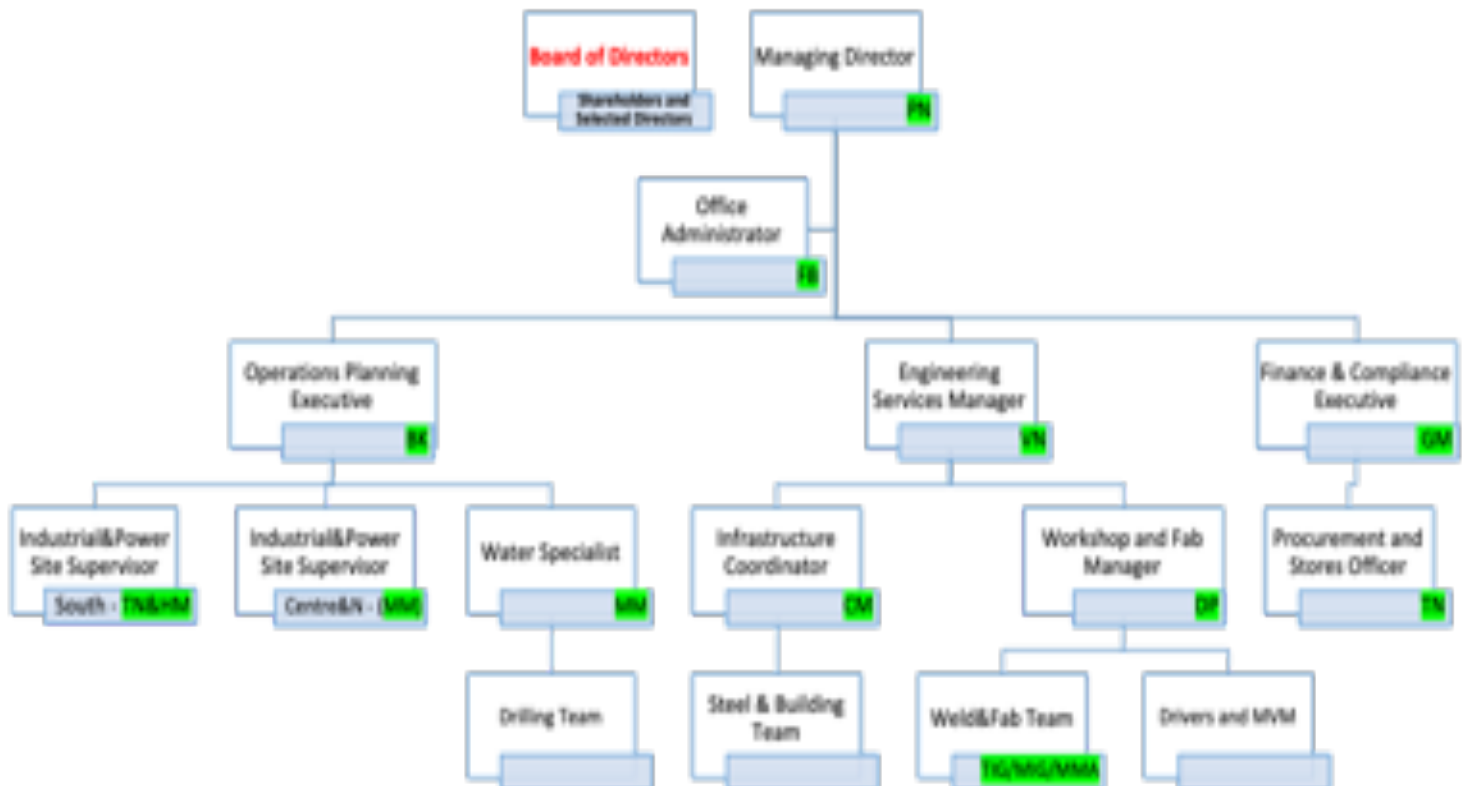 Board of Directors
Shareholders and
Selected Directors
Managing Director
PN
Office
Administrator
FB
Operations Planning
Executive
BK
Engineering
Services Manager
VN
Finance & Compliance
Executive
GM
Industrial&Power
Site Supervisor
South - TN&HM
Industrial&Power
Site Supervisor
Centre&N - (MM)
Water Specialist
MM
Infrastructure
Coordinator
CM
Workshop and Fab
Manager
DP
Procurement and
Stores Officer
TN
Drilling Team
Steel & Building
Team
Weld&Fab Team
TIG/MIG/MMA
Drivers and MVM